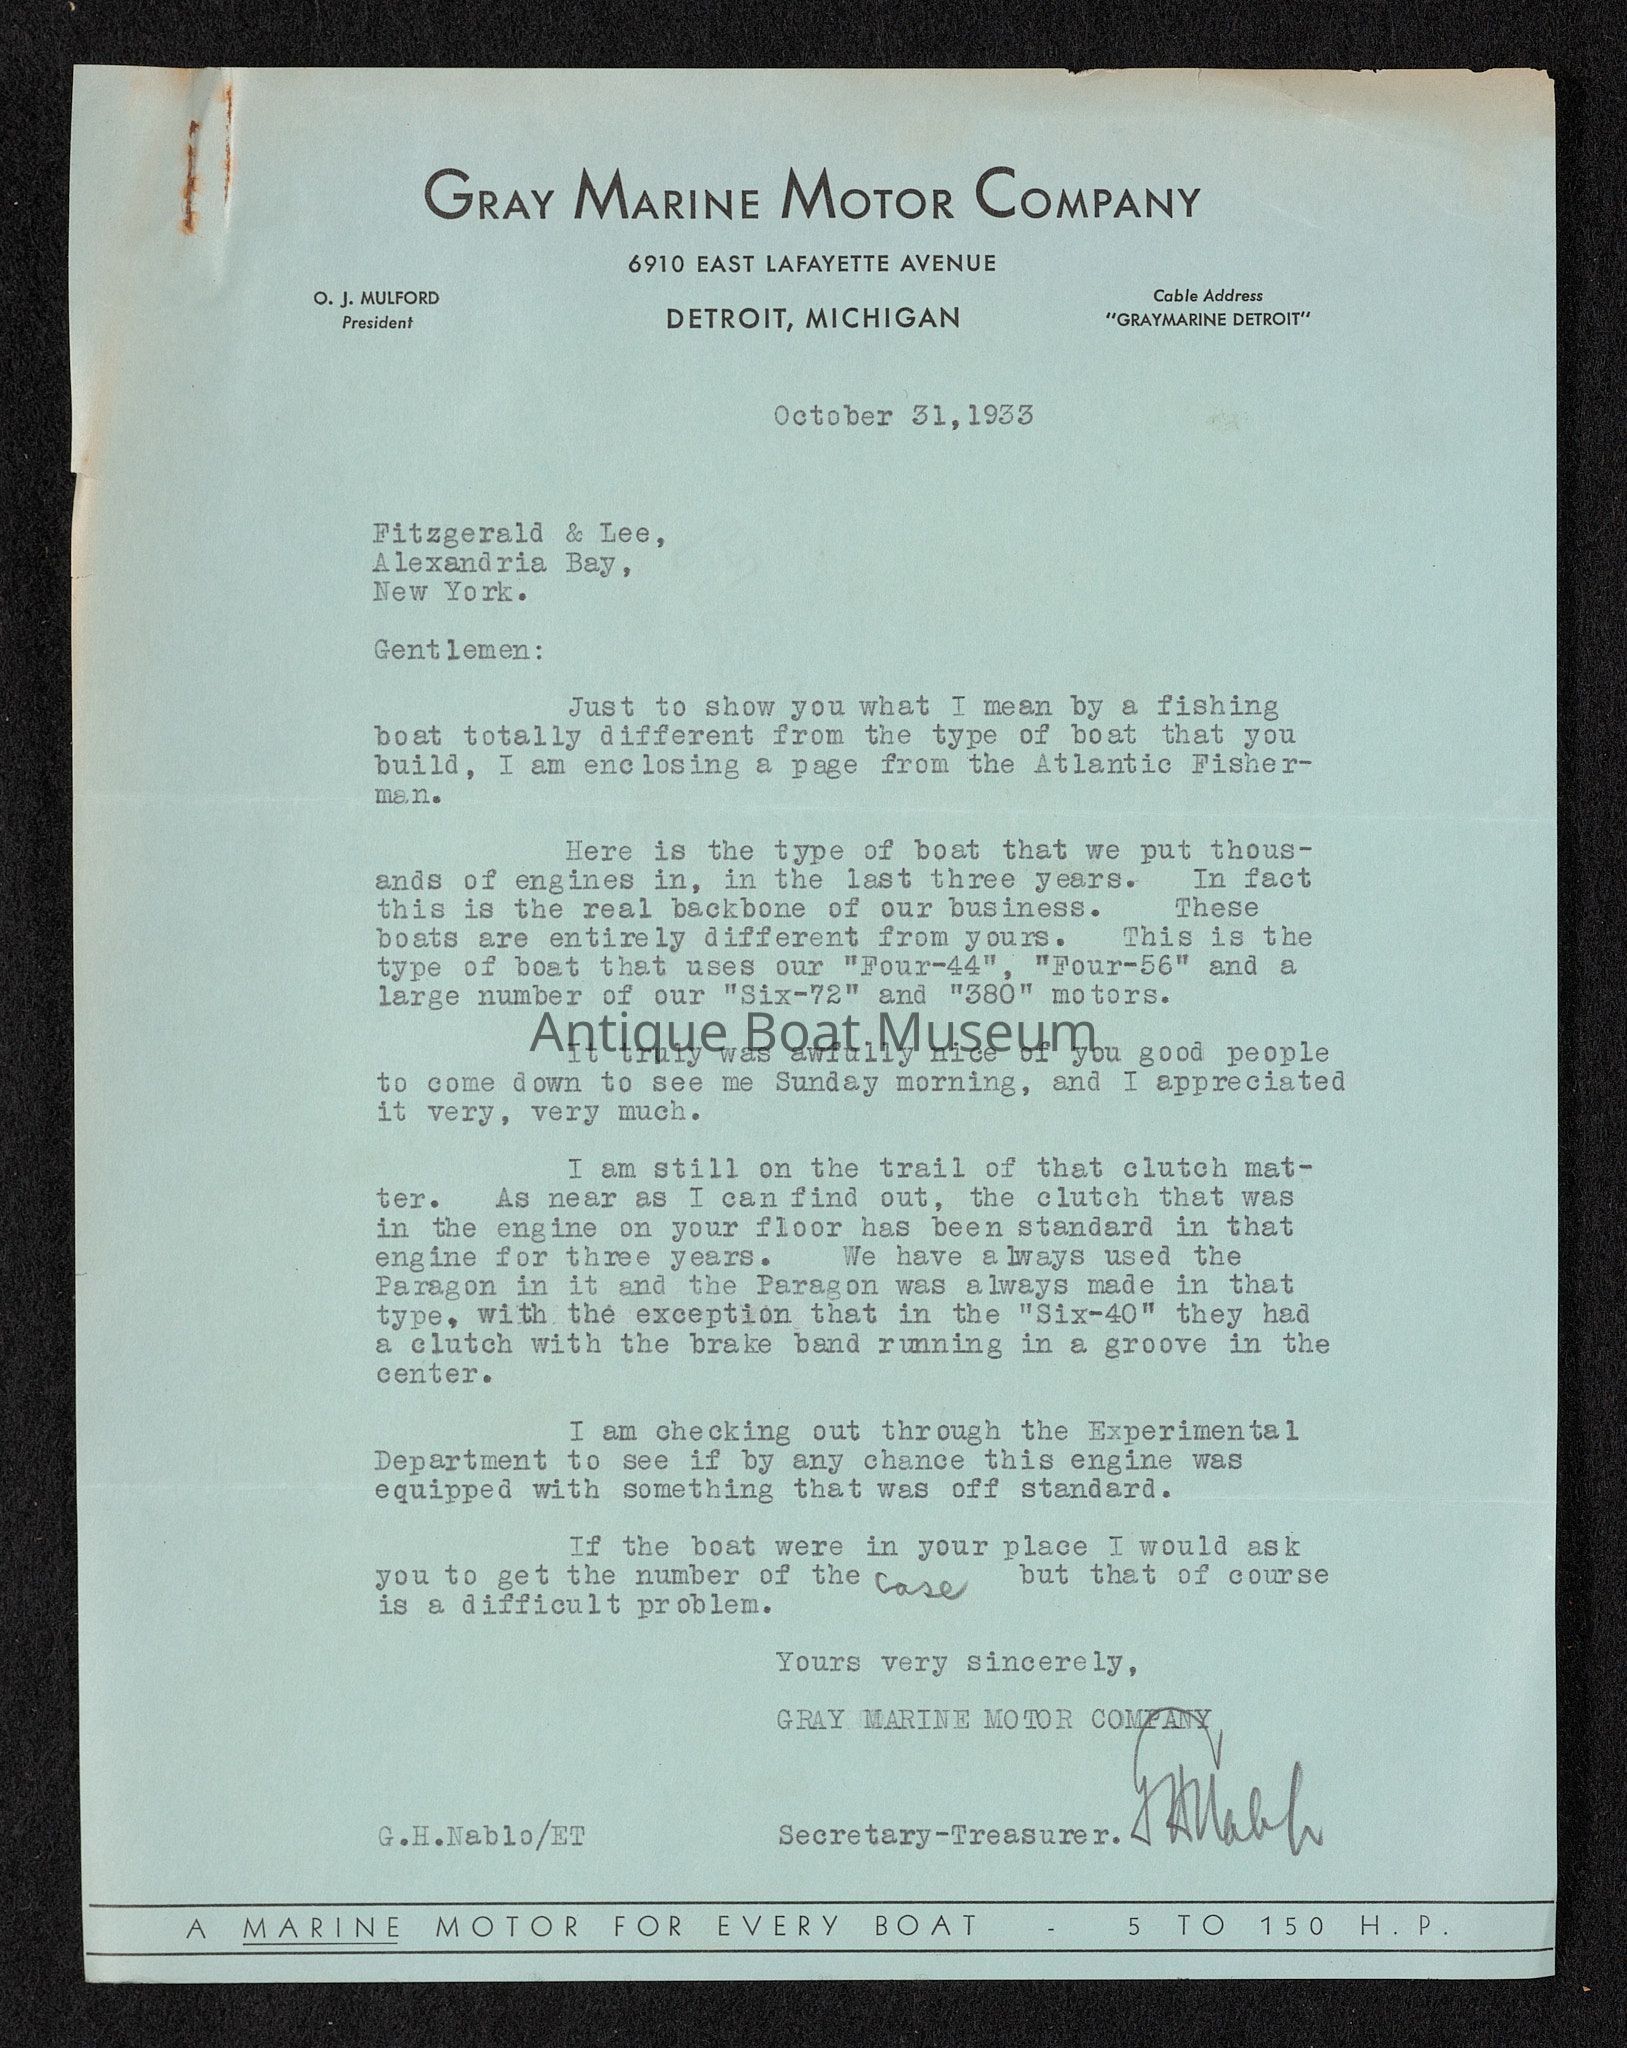 GRAY MARINE MOTOR COMPANY
6910 EAST LAFAYETTE AVENUE
O. J. MULFORD
President
DETROIT, MICHIGAN
Cable Address
"GRAYMARINE DETROIT"
October 31,1933
Fitzgerald & Lee,
Alexandria Bay,
New York.
Gentlemen:
Just to show you what I mean by a fishing
boat totally different from the type of boat that you
build, I am enclosing a page from the Atlantic Fisher-
man.
Here is the type of boat that we put thous-
ands of engines in, in the last three years. In fact
this is the real backbone of our business. These
boats are entirely different from yours. This is the
type of boat that uses our "Four-44", "Four-56" and a
large number of our "Six-72" and "380" motors.
Antique Boat Museum
It truly was awfully nice of you good people
to come down to see me Sunday morning, and I appreciated
it very, very much.
I am still on the trail of that clutch mat-
ter. As near as I can find out, the clutch that was
in the engine on your floor has been standard in that
engine for three years. We have always used the
Paragon in it and the Paragon was always made in that
type, with the exception that in the "Six-40" they had
a clutch with the brake band running in a groove in the
center.
I am checking out through the Experimental
Department to see if by any chance this engine was
equipped with something that was off standard.
If the boat were in your place I would ask
you to get the number of the case but that of course
is a difficult problem.
Yours very sincerely,
GRAY MARINE MOTOR COMPANY,
GHNablo
G.H.Nablo/ET Secretary-Treasurer.
A MARINE MOTOR FOR EVERY BOAT - 5 TO 150 H.P.